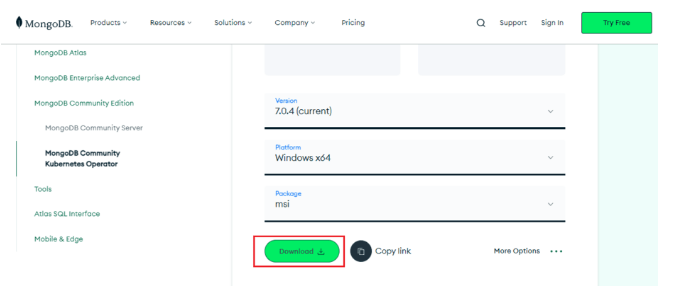 MongoDB. Products Resources Solutions Company Pricing Support Sign In Try Free
MongoDB Atlas
MongoDB Enterprise Advanced
MongoDB Community Edition
MongoDB Community Server
MongoDB Community
Kubernetes Operator
Tools
Atlas SQL Interface
Mobile & Edge
Version
7.0.4 (current)
Platform
Windows x64
Package
msi
Download Copy link More Options